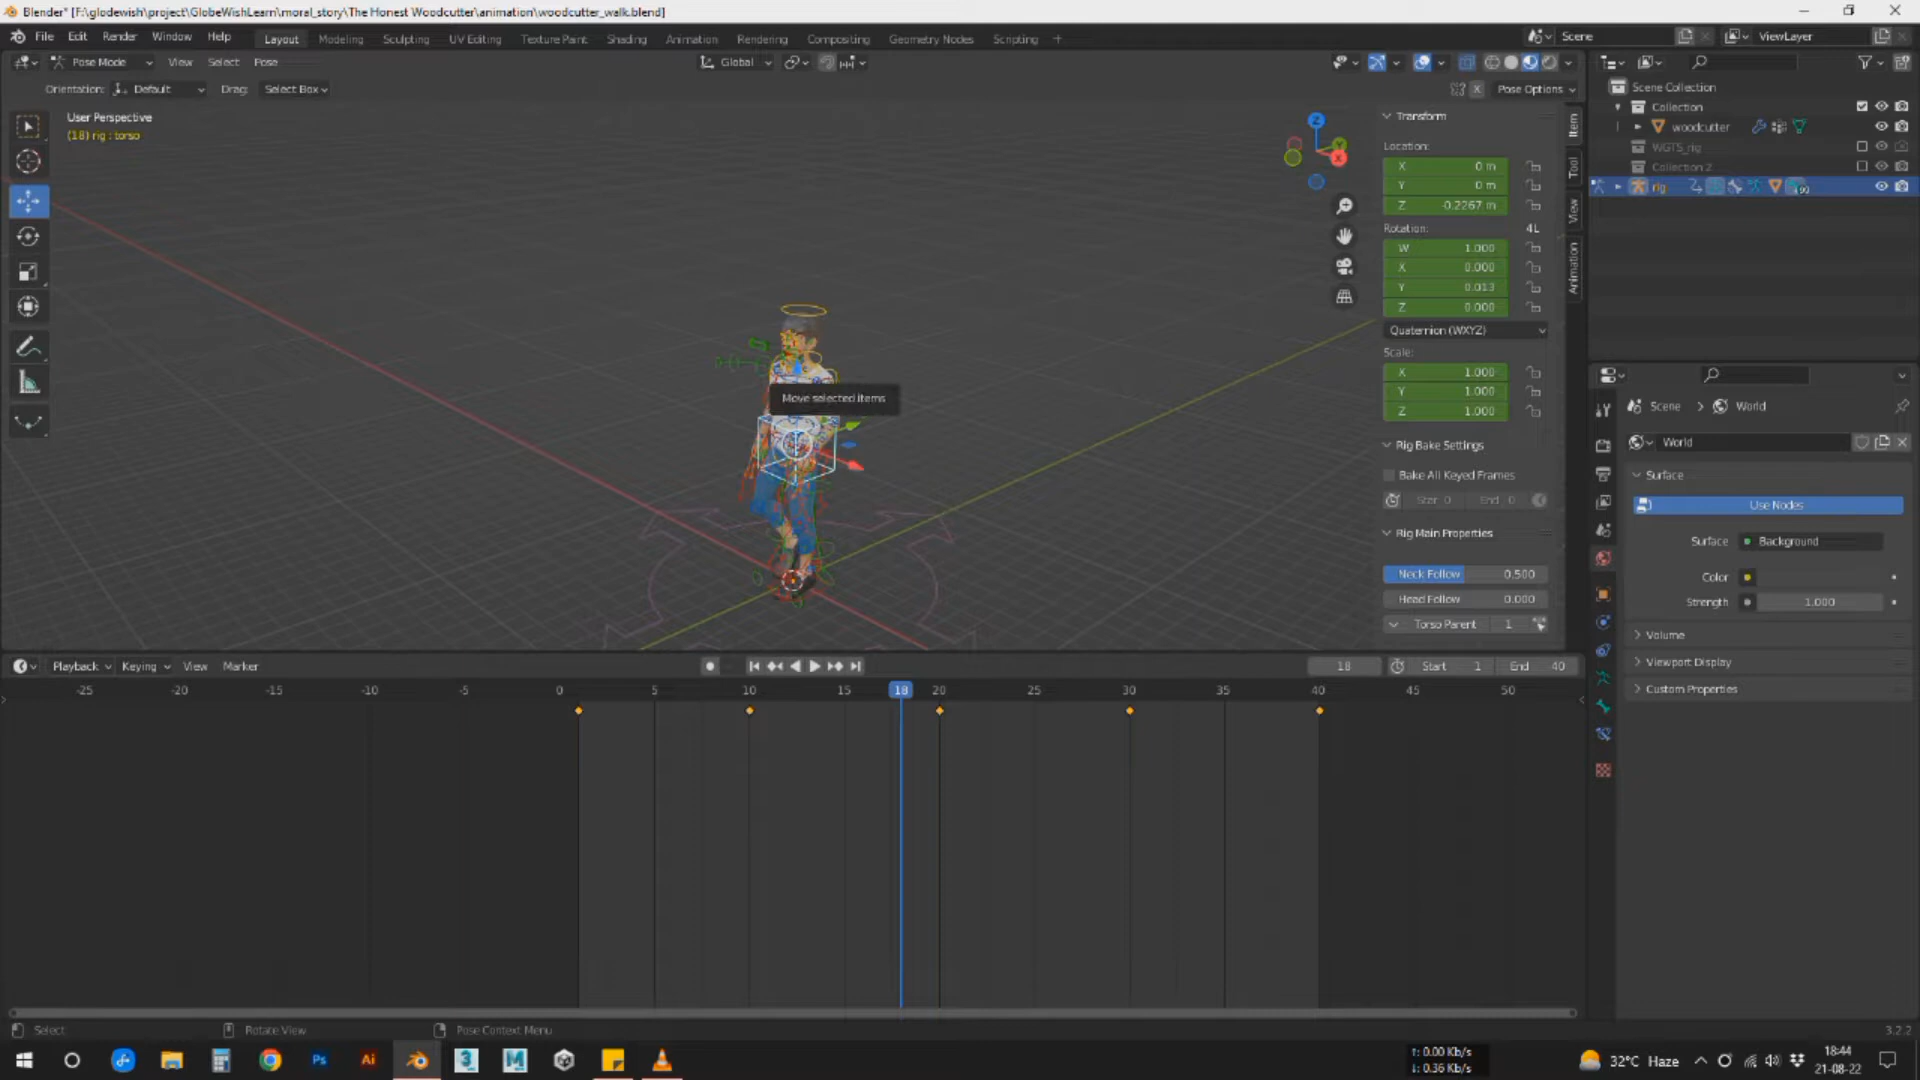 Blender* [F:\glodewish\project\GlobeWishLearn\moral_story\The Honest Woodcutter\animation\woodcutter_walk.blend]
File Edit Render Window Help Layout Modeling Sculpting UV Editing Texture Paint Shading Animation Rendering Compositing Geometry Nodes Scripting + Scene ViewLayer
Pose Mode View Select Pose Global
Orientation: Default Drag: Select Box Pose Options
Scene Collection
Collection
woodcutter
WGTS_rig
Collection 2
rig
User Perspective
(18) rig : torso
Z
Y
X
Item
Tool
View
Animation
Transform
Location:
X 0 m
Y 0 m
Z -0.2267 m
Rotation: 4L
W 1.000
X 0.000
Y 0.013
Z 0.000
Quaternion (WXYZ)
Scale:
X 1.000
Y 1.000
Z 1.000
Rig Bake Settings
Bake All Keyed Frames
Star 0 End 0
Rig Main Properties
Neck Follow 0.500
Head Follow 0.000
Torso Parent 1
Move selected items
Scene > World
World
Surface
Use Nodes
Surface Background
Color
Strength 1.000
Volume
Viewport Display
Custom Properties
Playback Keying View Marker 18 Start 1 End 40
-25 -20 -15 -10 -5 0 5 10 15 18 20 25 30 35 40 45 50
Select Rotate View Pose Context Menu 3.2.2
Ps Ai 3 M
↑: 0.00 Kb/s
↓: 0.36 Kb/s
32°C Haze
18:44
21-08-22